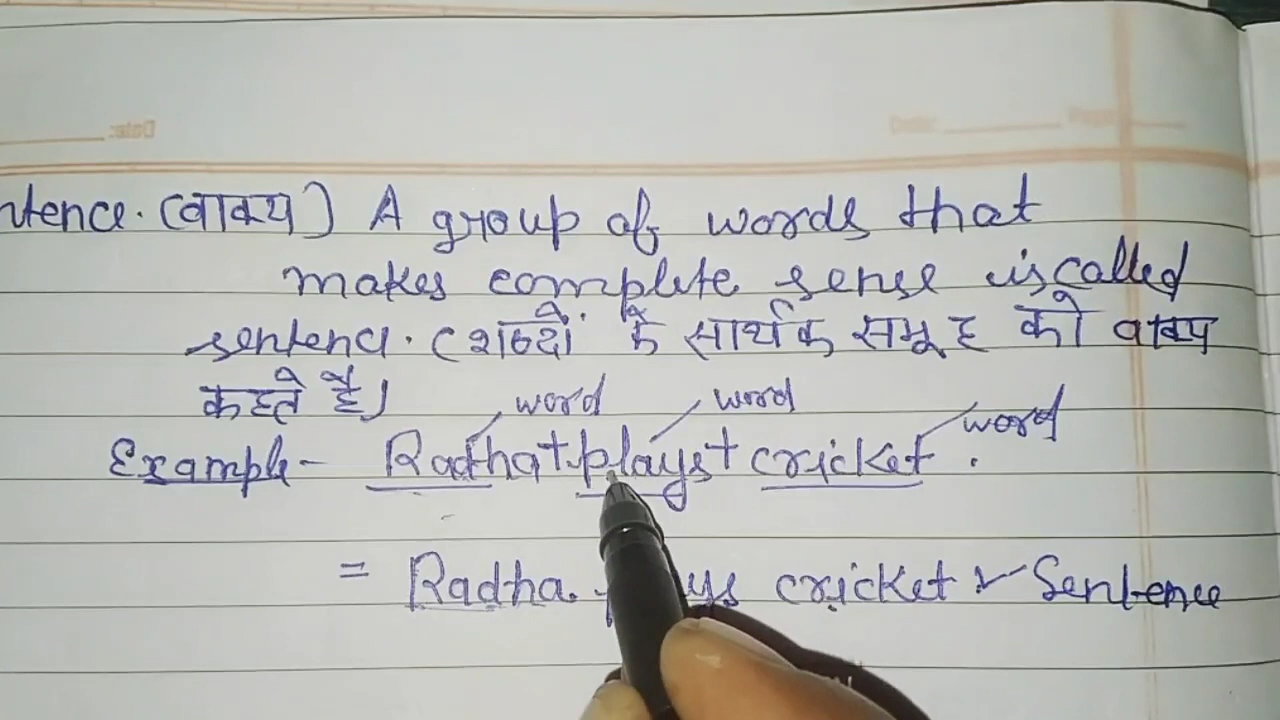 ntence. (वाक्य) A group of words that
makes complete sense is called
sentence. (शब्दों के सार्थक समूह को वाक्य
कहते है।
word word word
Example- Radha + plays + cricket .
= Radha. plays cricket ✓ Sentence